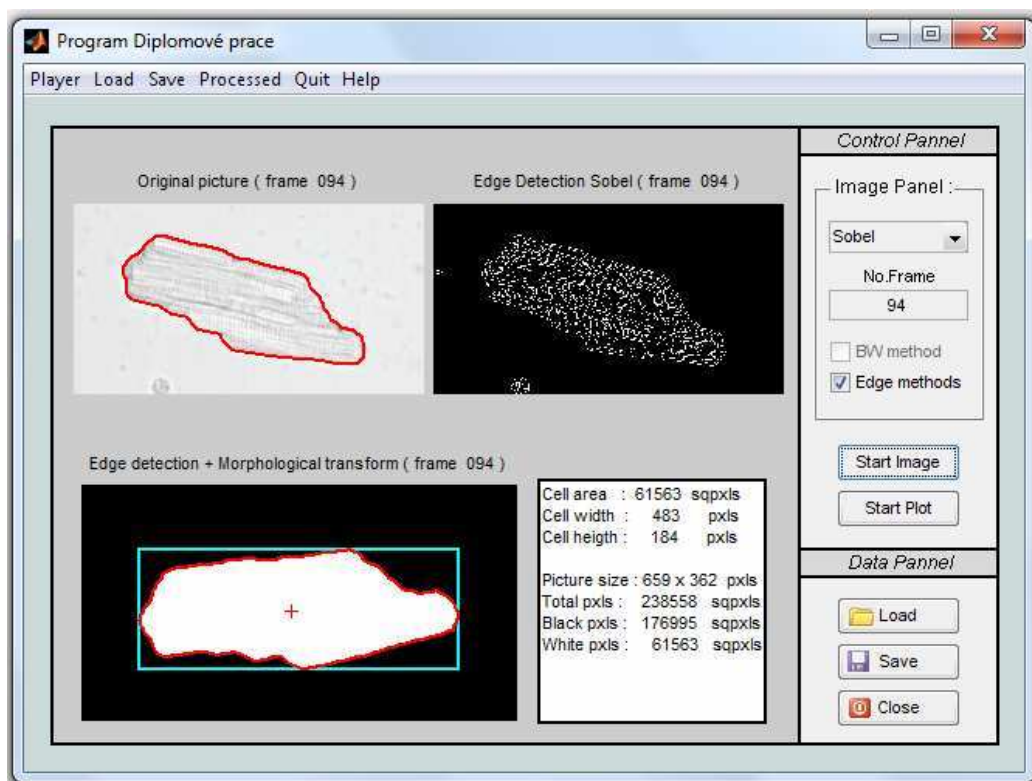 Program Diplomové prace
Player Load Save Processed Quit Help
Original picture ( frame 094 )
Edge Detection Sobel ( frame 094 )
Edge detection + Morphological transform ( frame 094 )
Cell area : 61563 sqpxls
Cell width : 483 pxls
Cell heigth : 184 pxls
Picture size : 659 x 362 pxls
Total pxls : 238558 sqpxls
Black pxls : 176995 sqpxls
White pxls : 61563 sqpxls
Control Pannel
Image Panel :
Sobel
No.Frame
94
BW method
Edge methods
Start Image
Start Plot
Data Pannel
Load
Save
Close